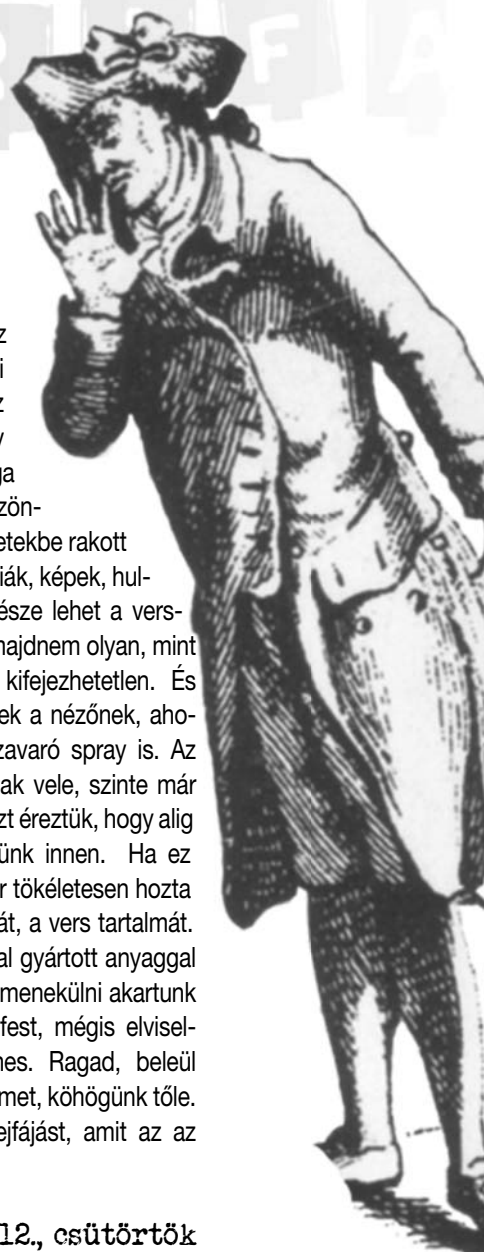 F A
z
i
z
y
ga
zön-
etekbe rakott
iák, képek, hul-
észe lehet a vers-
najdnem olyan, mint
kifejezhetetlen. És
ek a nézőnek, aho-
zavaró spray is. Az
ak vele, szinte már
zt éreztük, hogy alig
ünk innen. Ha ez
r tökéletesen hozta
át, a vers tartalmát.
al gyártott anyaggal
menekülni akartunk
fest, mégis elvisel-
nes. Ragad, beleül
met, köhögünk tőle.
ejfájást, amit az az
12., csütörtök